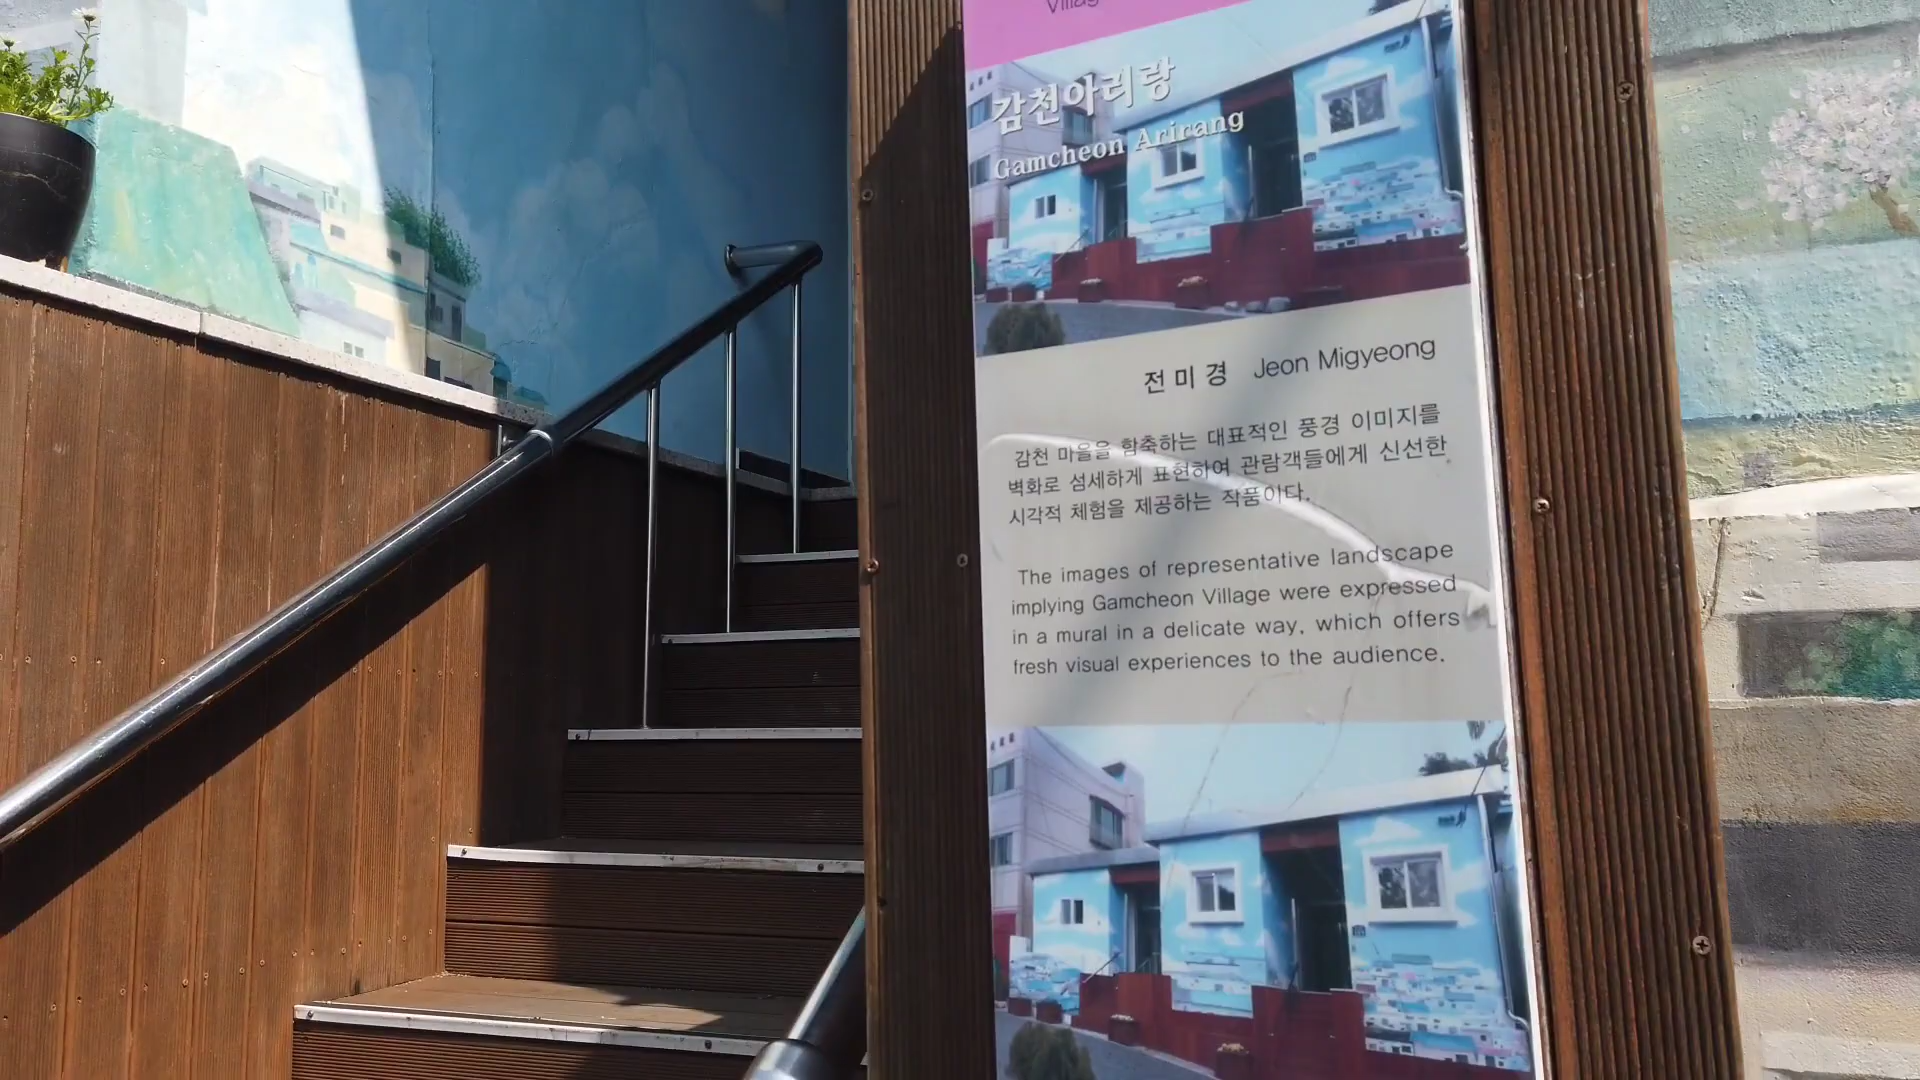 Village
감천아리랑
Gamcheon Arirang
전미경 Jeon Migyeong
감천 마을을 함축하는 대표적인 풍경 이미지를
벽화로 섬세하게 표현하여 관람객들에게 신선한
시각적 체험을 제공하는 작품이다.
The images of representative landscape
implying Gamcheon Village were expressed
in a mural in a delicate way, which offers
fresh visual experiences to the audience.